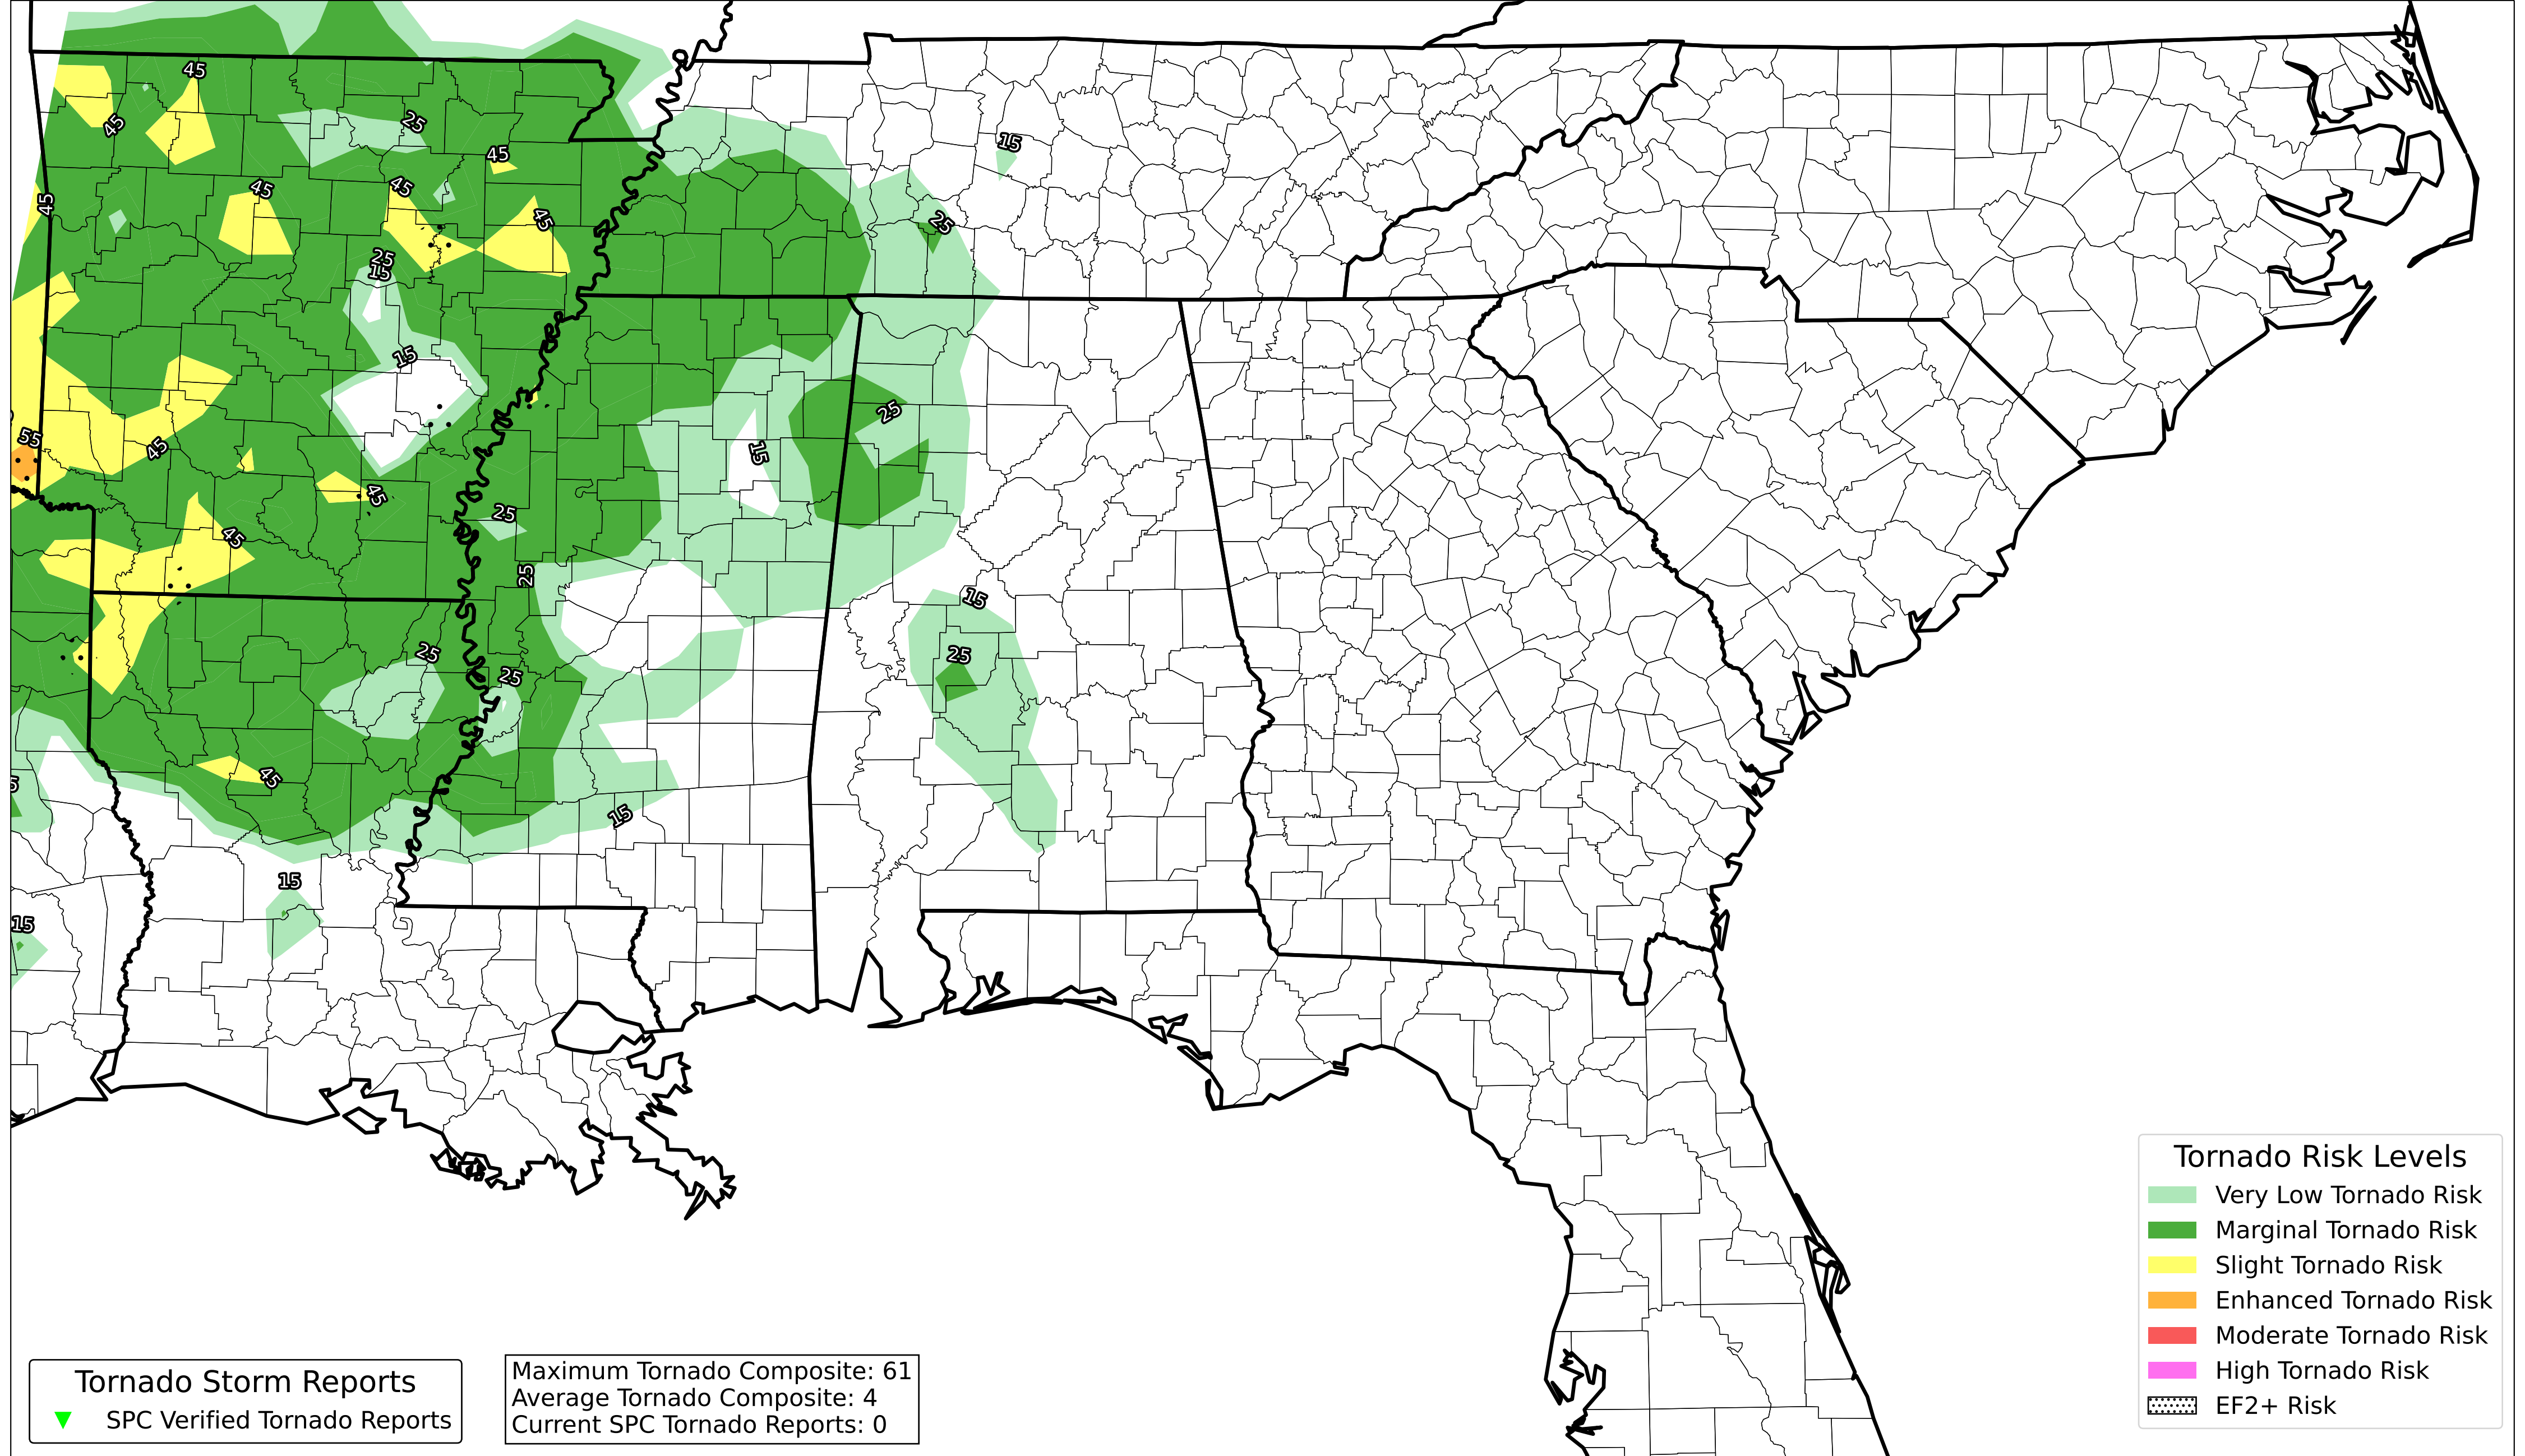 45
45
25
45
15
45
45
45
45
25
25
15
15
25
55
45
15
45
25
45
25
15
25
25
25
45
15
15
15
Tornado Risk Levels
Very Low Tornado Risk
Marginal Tornado Risk
Slight Tornado Risk
Enhanced Tornado Risk
Moderate Tornado Risk
High Tornado Risk
EF2+ Risk
Tornado Storm Reports
SPC Verified Tornado Reports
Maximum Tornado Composite: 61
Average Tornado Composite: 4
Current SPC Tornado Reports: 0